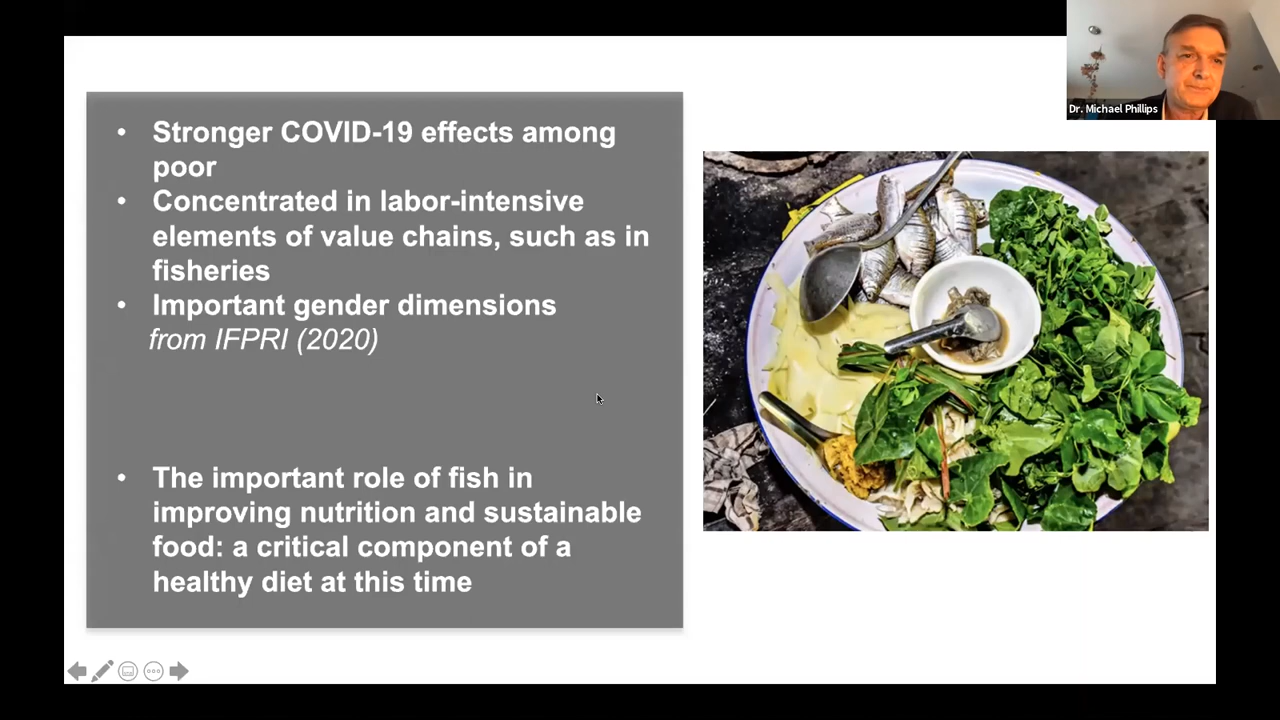 Dr. Michael Phillips
• Stronger COVID-19 effects among
poor
• Concentrated in labor-intensive
elements of value chains, such as in
fisheries
• Important gender dimensions
from IFPRI (2020)
• The important role of fish in
improving nutrition and sustainable
food: a critical component of a
healthy diet at this time